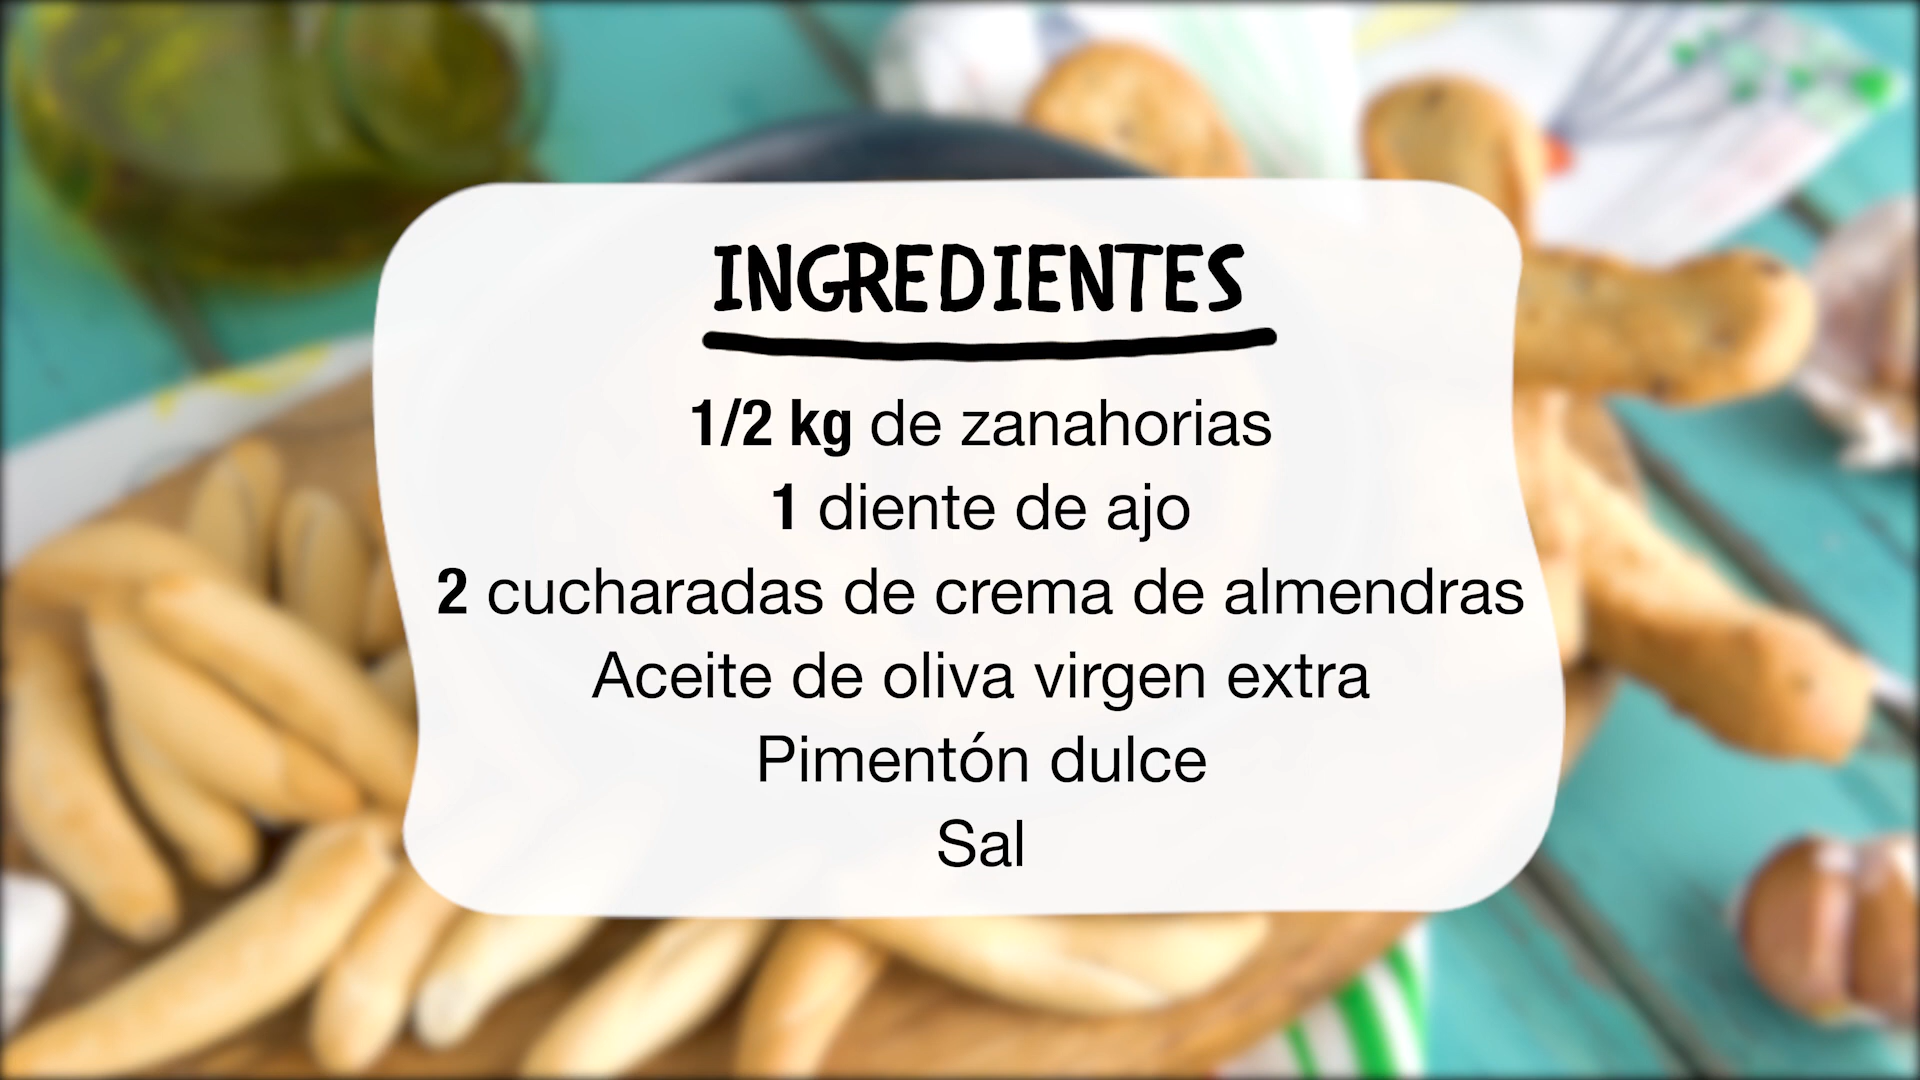 INGREDIENTES
1/2 kg de zanahorias
1 diente de ajo
2 cucharadas de crema de almendras
Aceite de oliva virgen extra
Pimentón dulce
Sal